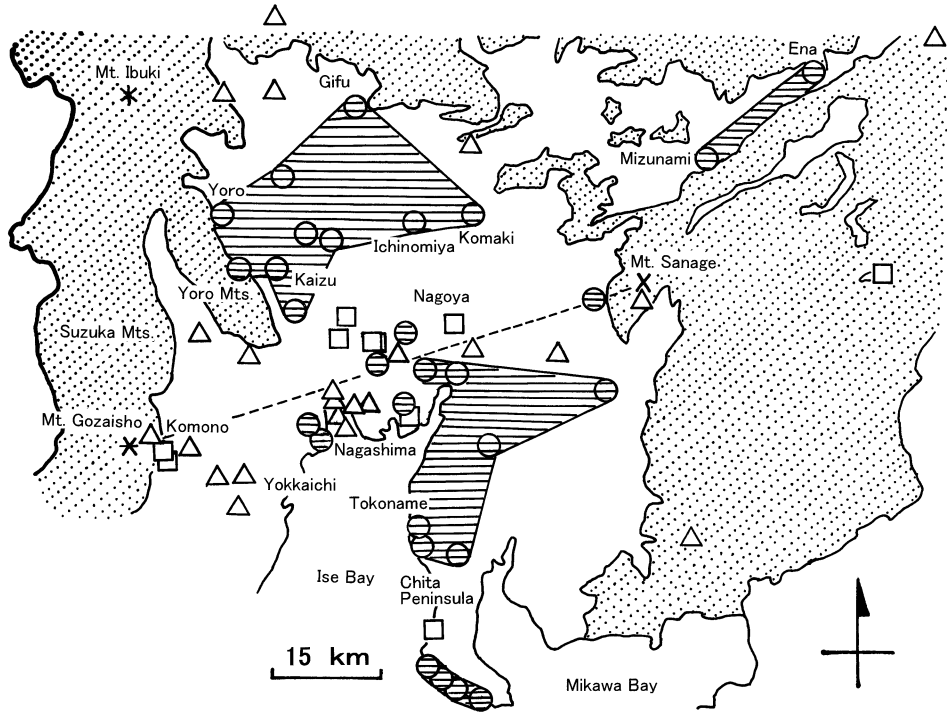 Ena
Mt. Ibuki
Gifu
Mizunami
Yoro
Ichinomiya
Komaki
Mt. Sanage.
Kaizu
Yoro Mts.
Nagoya
Suzuka Mts.
Mt. Gozaisho
Komono
Nagashima
Yokkaichi
Tokoname
Ise Bay
Chita
Peninsula
15 km
Mikawa Bay